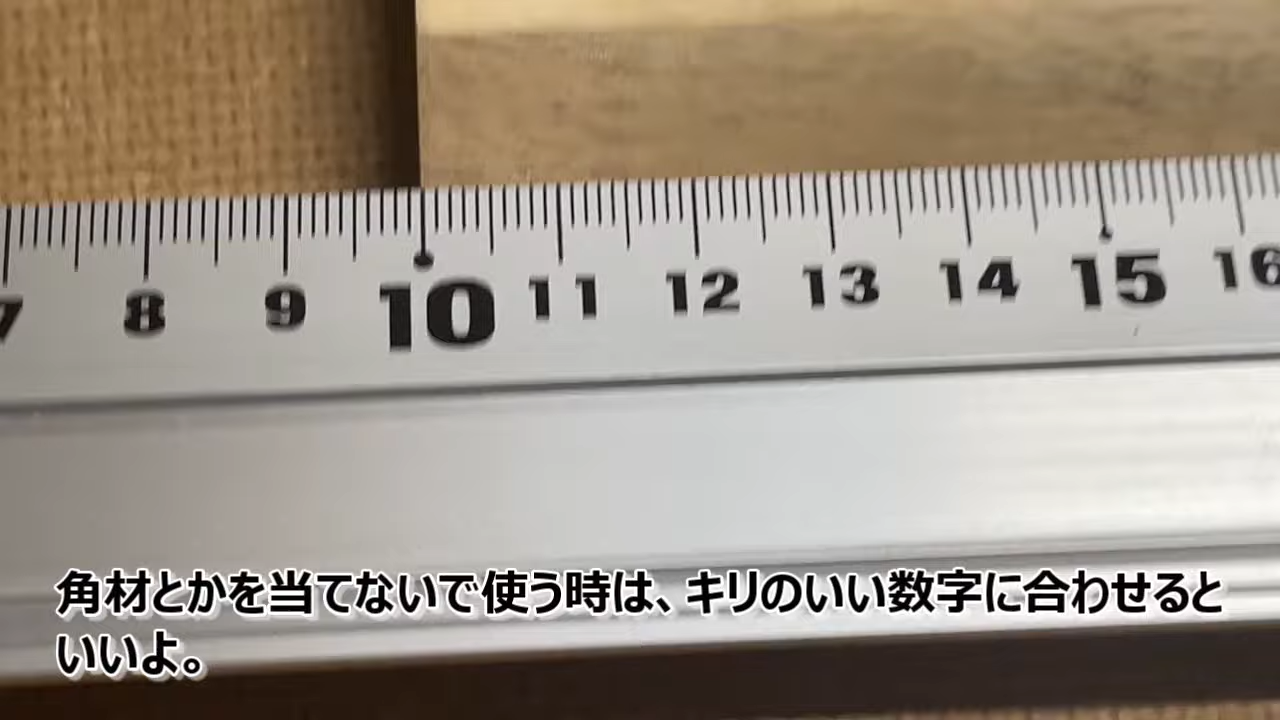 7 8 9 10 11 12 13 14 15 16
角材とかを当てないで使う時は、キリのいい数字に合わせると
いいよ。